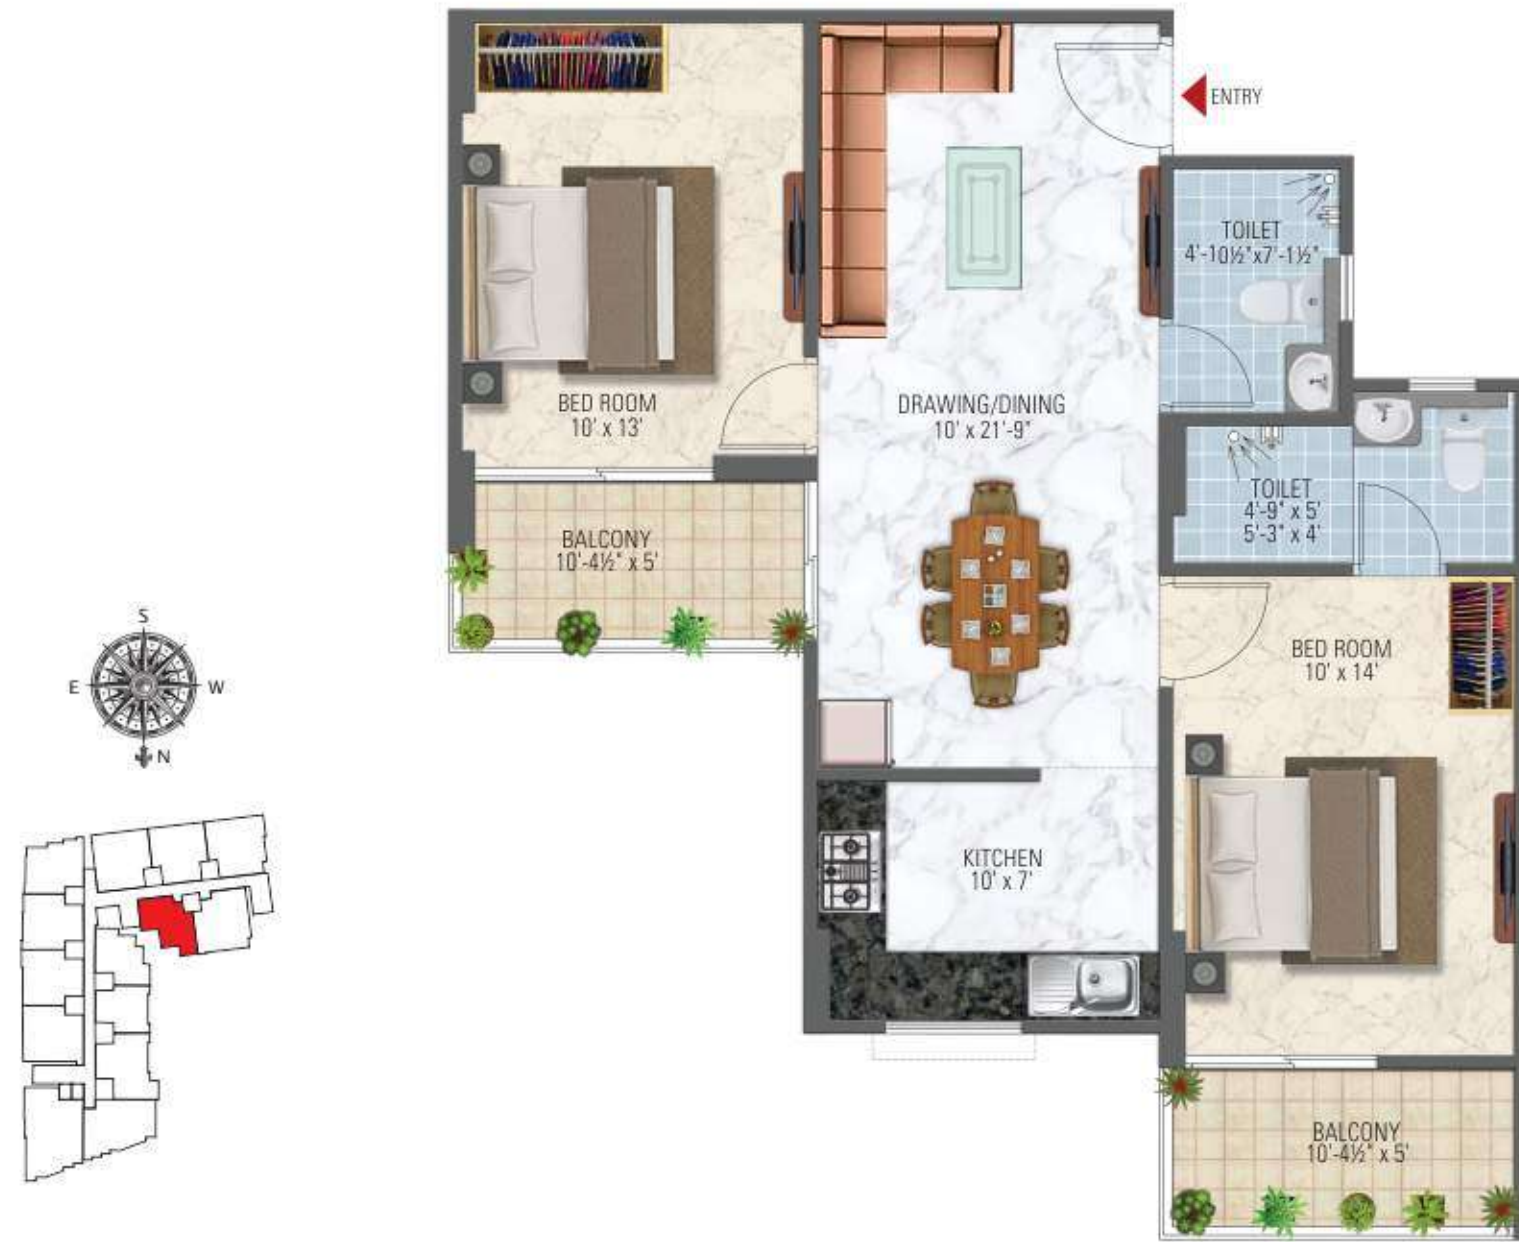 ENTRY
TOILET
4'-10½"x7'-1½"
BED ROOM
10' x 13'
DRAWING/DINING
10' x 21'-9"
TOILET
4'-9" x 5'
5'-3" x 4'
BALCONY
10'-4½" x 5'
S
E
W
N
BED ROOM
10' x 14'
KITCHEN
10' x 7'
BALCONY
10'-4½" x 5'